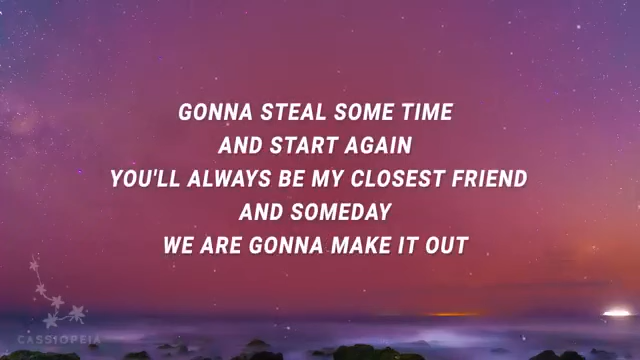 GONNA STEAL SOME TIME
AND START AGAIN
YOU'LL ALWAYS BE MY CLOSEST FRIEND
AND SOMEDAY
WE ARE GONNA MAKE IT OUT
CASSIOPEIA